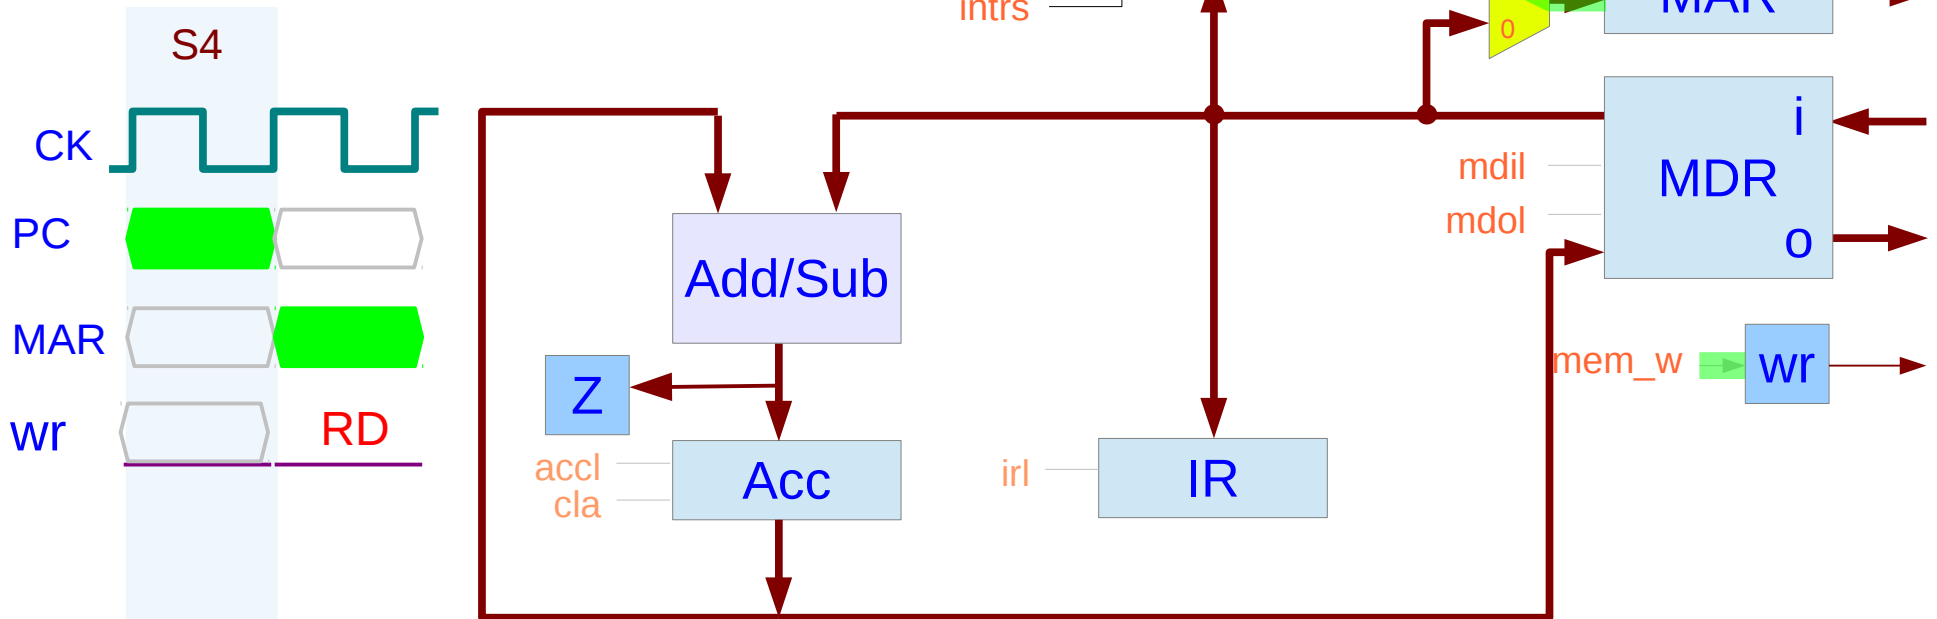 intrs
MAR
0
S4
CK
PC
MAR
wr
RD
i
MDR
o
mdil
mdol
Add/Sub
Z
accl
cla
Acc
irl
IR
mem_w
wr